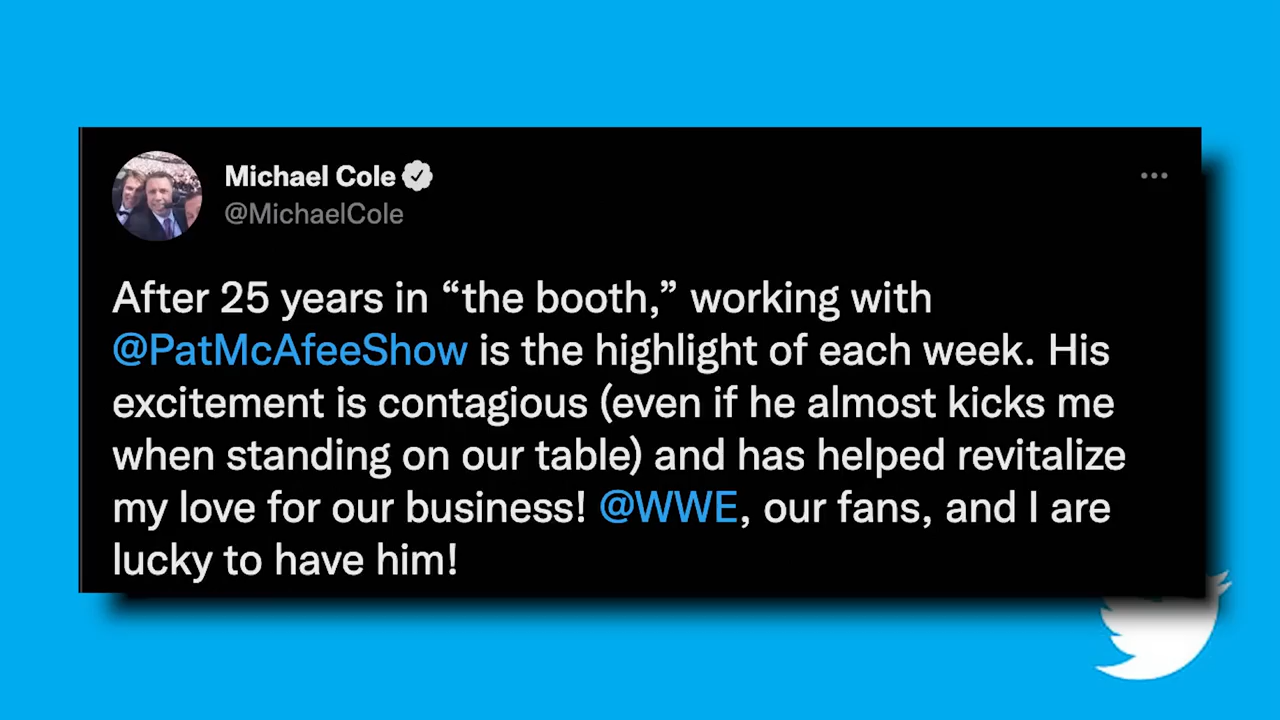 Michael Cole
@MichaelCole
After 25 years in “the booth,” working with
@PatMcAfeeShow is the highlight of each week. His
excitement is contagious (even if he almost kicks me
when standing on our table) and has helped revitalize
my love for our business! @WWE, our fans, and I are
lucky to have him!